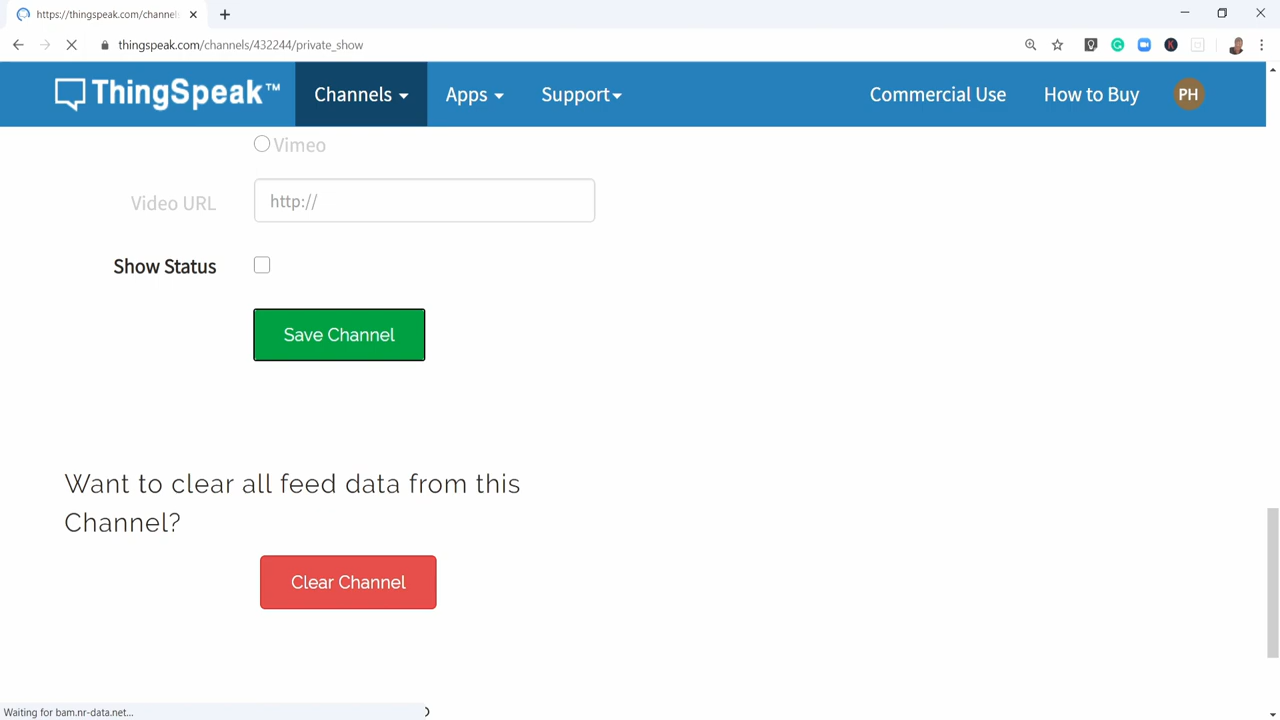 https://thingspeak.com/channel
thingspeak.com/channels/432244/private_show
ThingSpeak™ Channels Apps Support Commercial Use How to Buy PH
Vimeo
Video URL http://
Show Status
Save Channel
Want to clear all feed data from this
Channel?
Clear Channel
Waiting for bam.nr-data.net...